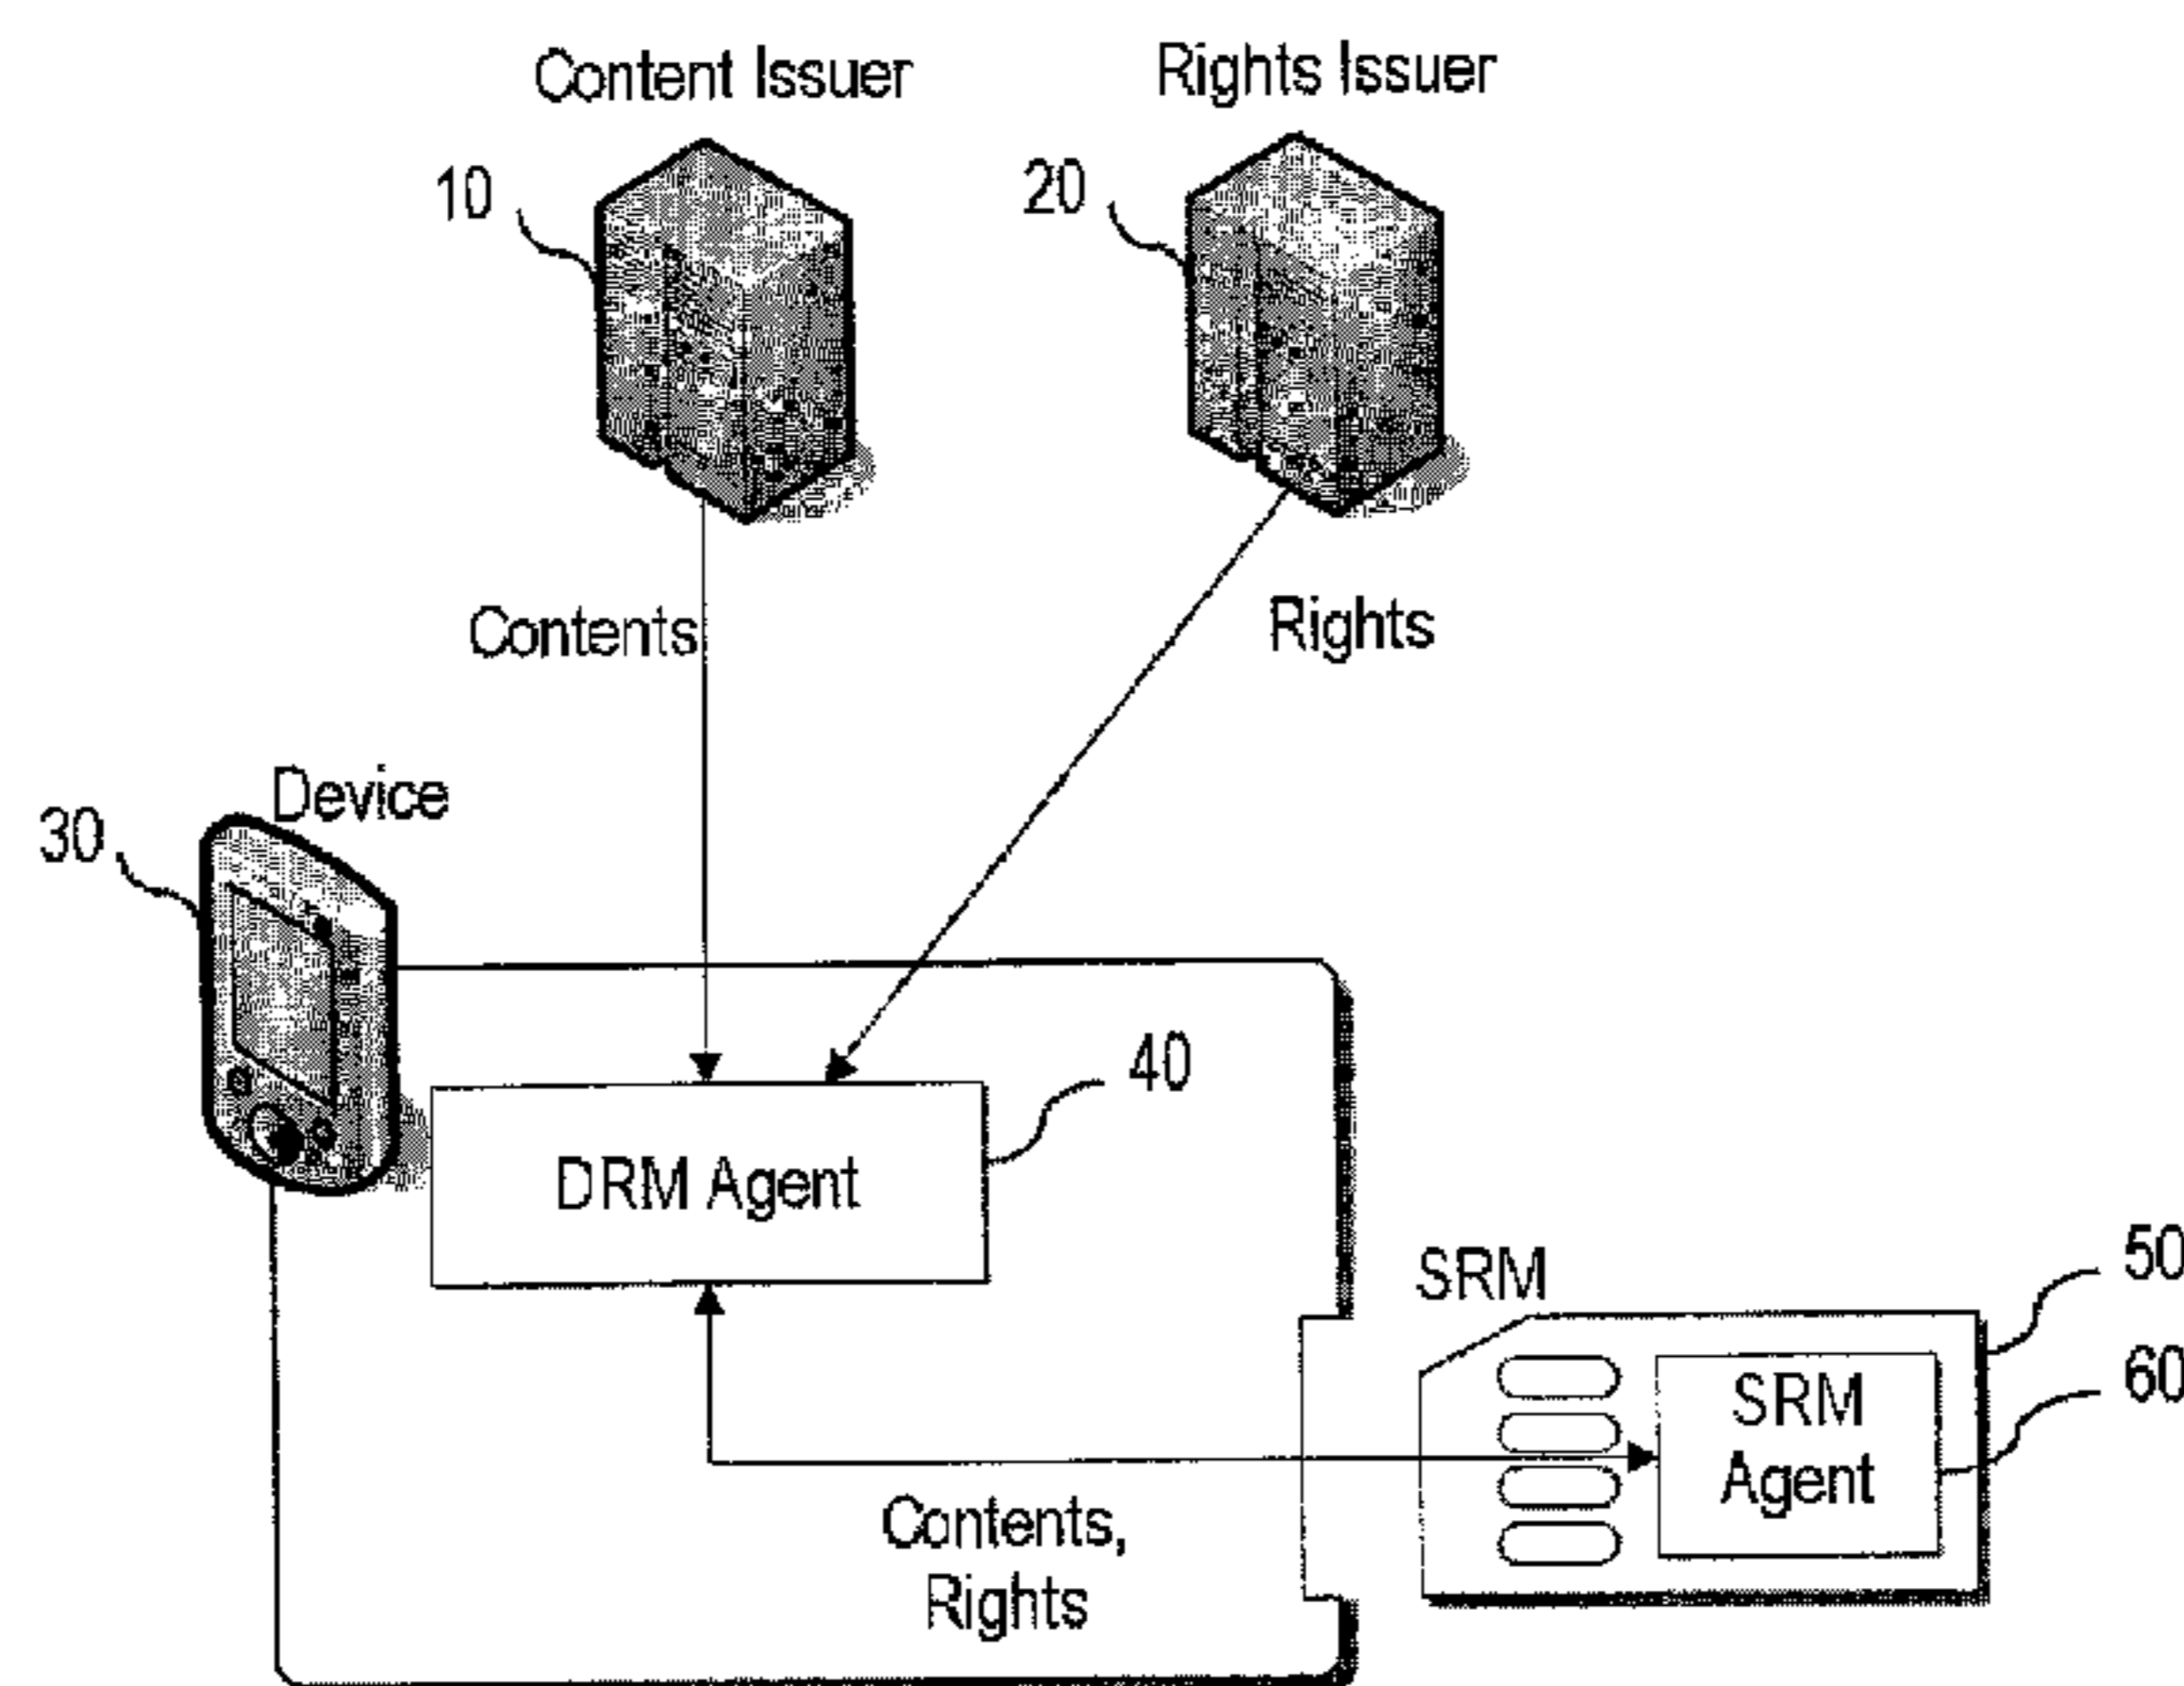 Content Issuer
Rights Issuer
10
20
Contents
Rights
Device
30
40
DRM Agent
SRM
50
60
SRM
Agent
Contents,
Rights